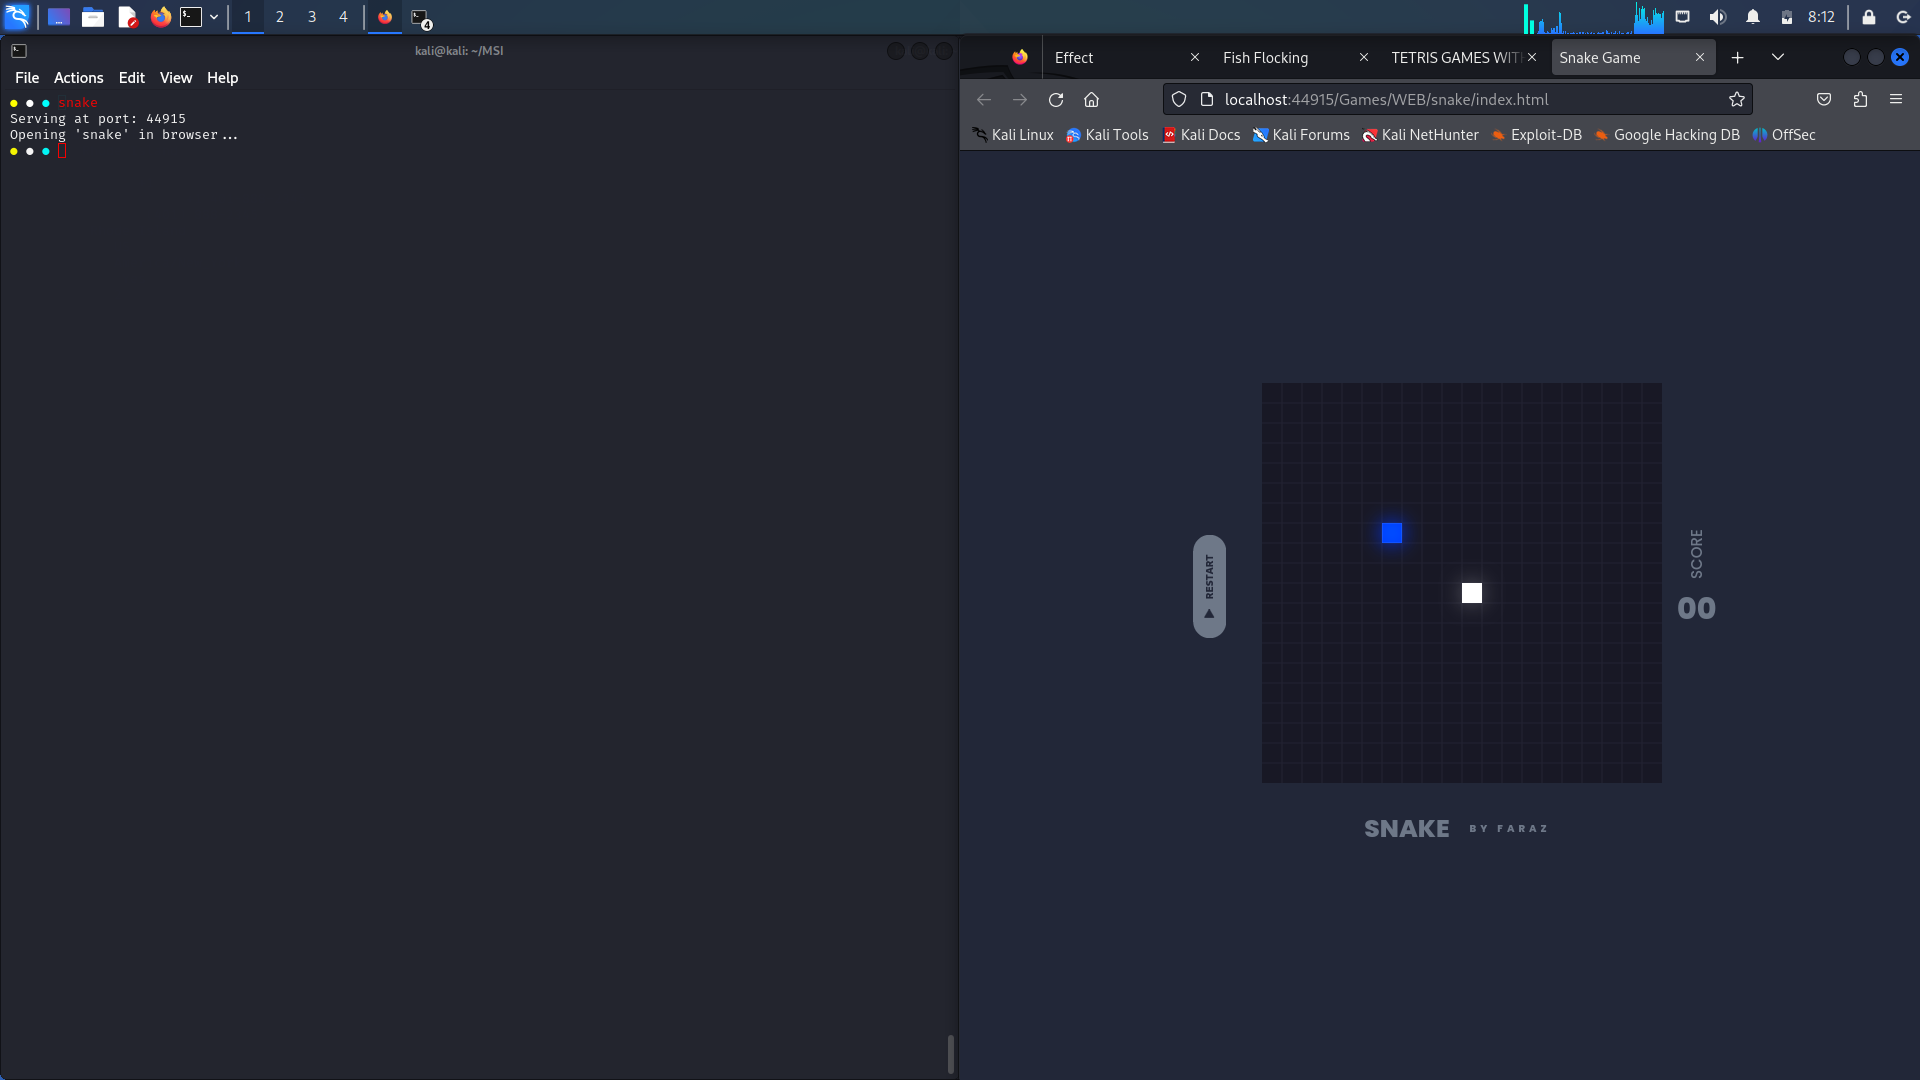 1 2 3 4
4
8:12
kali@kali: ~/MSI
File Actions Edit View Help
snake
Serving at port: 44915
Opening 'snake' in browser...
Effect
Fish Flocking
TETRIS GAMES WITH
Snake Game
localhost:44915/Games/WEB/snake/index.html
Kali Linux Kali Tools Kali Docs Kali Forums Kali NetHunter Exploit-DB Google Hacking DB OffSec
RESTART
SCORE
00
SNAKE BY FARAZ